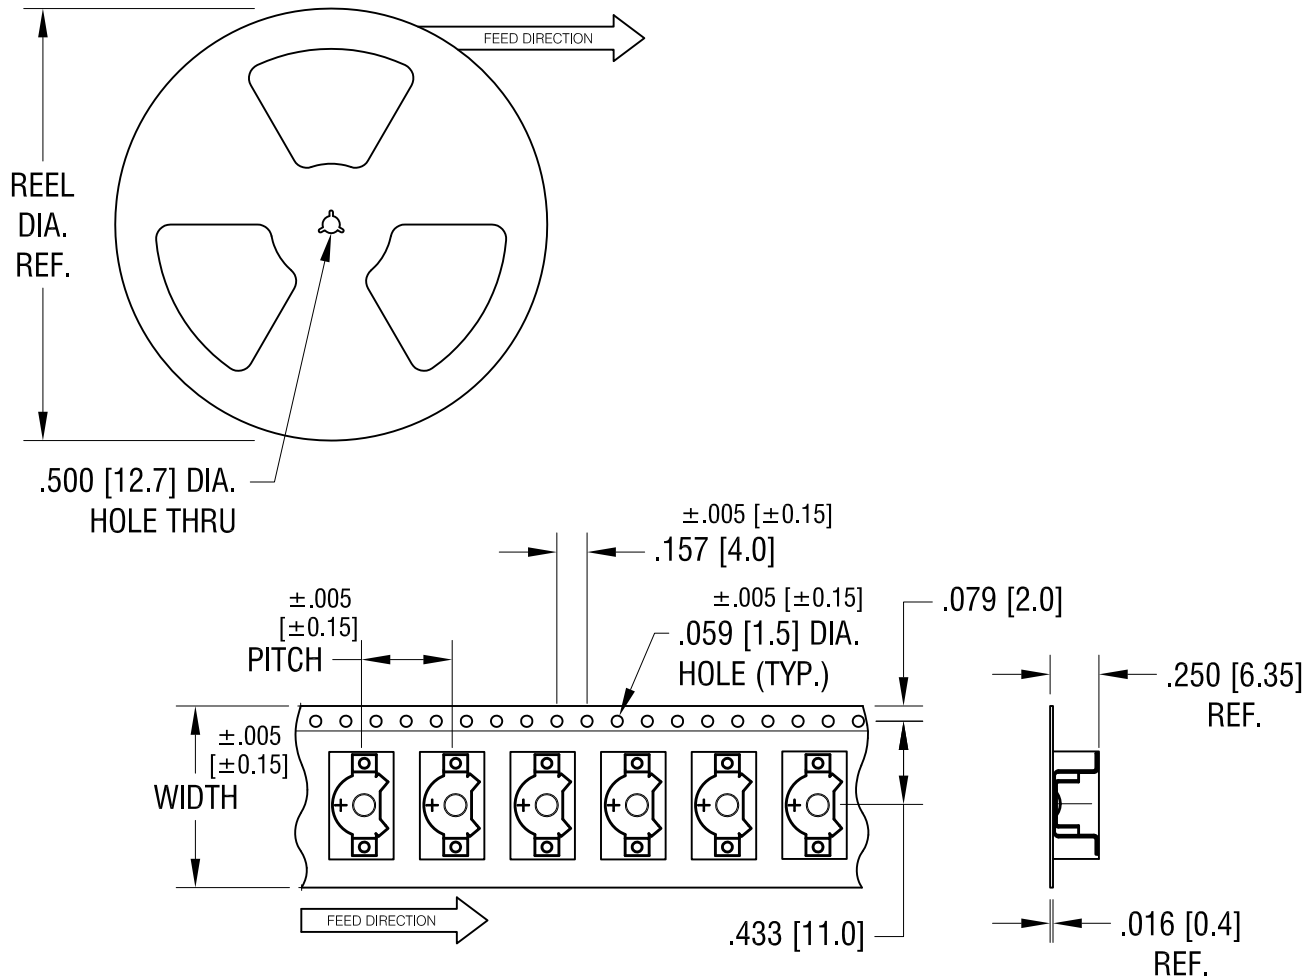 FEED DIRECTION
REEL
DIA.
REF.
.500 [12.7] DIA.
HOLE THRU
±.005 [±0.15]
.157 [4.0]
±.005
[±0.15]
PITCH
±.005 [±0.15]
.059 [1.5] DIA.
HOLE (TYP.)
.079 [2.0]
.250 [6.35]
REF.
±.005
[±0.15]
WIDTH
+ + + + + +
FEED DIRECTION
.433 [11.0]
.016 [0.4]
REF.